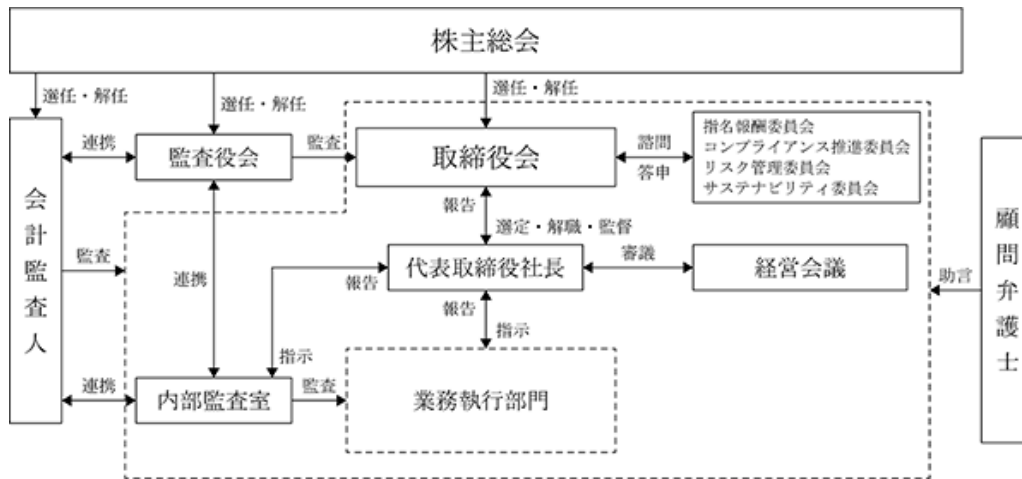 株主総会
選任・解任
選任・解任
選任・解任
会計監査人
連携
監査役会
監査
取締役会
諮問
答申
指名報酬委員会
コンプライアンス推進委員会
リスク管理委員会
サステナビリティ委員会
顧問弁護士
報告
選定・解職・監督
監査
連携
報告
代表取締役社長
審議
経営会議
助言
報告
指示
指示
連携
内部監査室
監査
業務執行部門